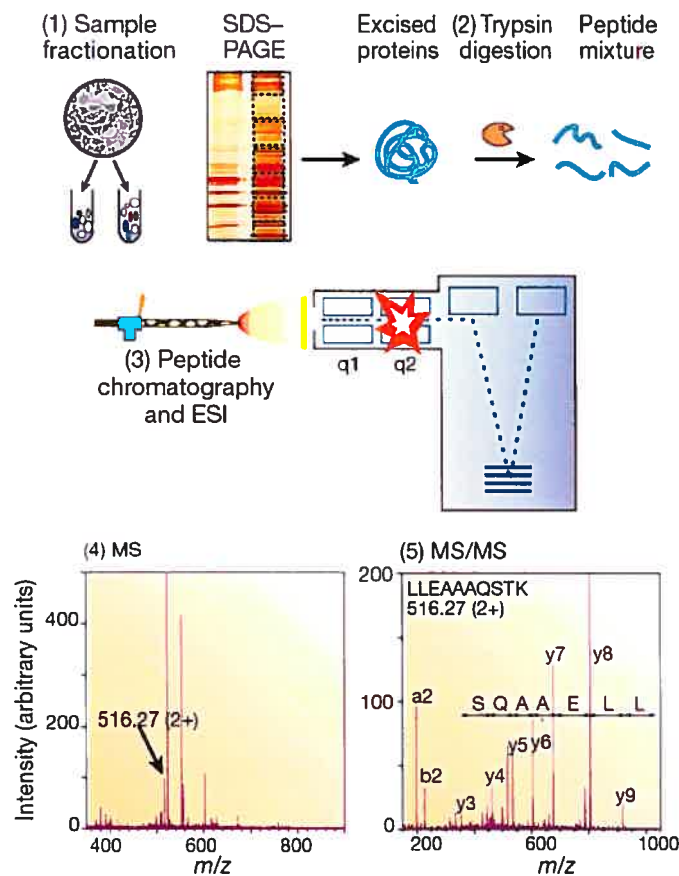 (1) Sample
fractionation
SDS–
PAGE
Excised
proteins
(2) Trypsin
digestion
Peptide
mixture
(3) Peptide
chromatography
and ESI
q1
q2
(4) MS
Intensity (arbitrary units)
400
200
0
516.27 (2+)
400
600
800
m/z
(5) MS/MS
200
100
0
LLEAAAQSTK
516.27 (2+)
y7
y8
a2
S Q A A E L L
y5
y6
b2
y4
y3
y9
200
600
1000
m/z